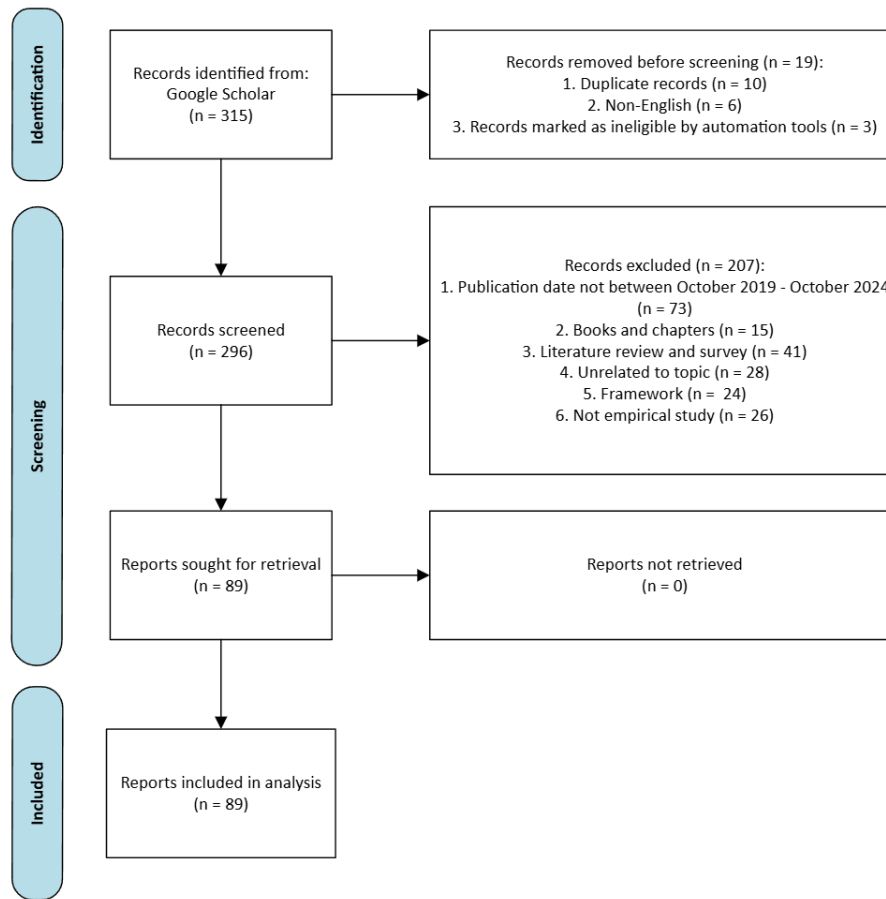 Identification
Records identified from:
Google Scholar
(n = 315)
Records removed before screening (n = 19):
1. Duplicate records (n = 10)
2. Non-English (n = 6)
3. Records marked as ineligible by automation tools (n = 3)
Screening
Records screened
(n = 296)
Records excluded (n = 207):
1. Publication date not between October 2019 - October 2024
(n = 73)
2. Books and chapters (n = 15)
3. Literature review and survey (n = 41)
4. Unrelated to topic (n = 28)
5. Framework (n =  24)
6. Not empirical study (n = 26)
Reports sought for retrieval
(n = 89)
Reports not retrieved
(n = 0)
Included
Reports included in analysis
(n = 89)